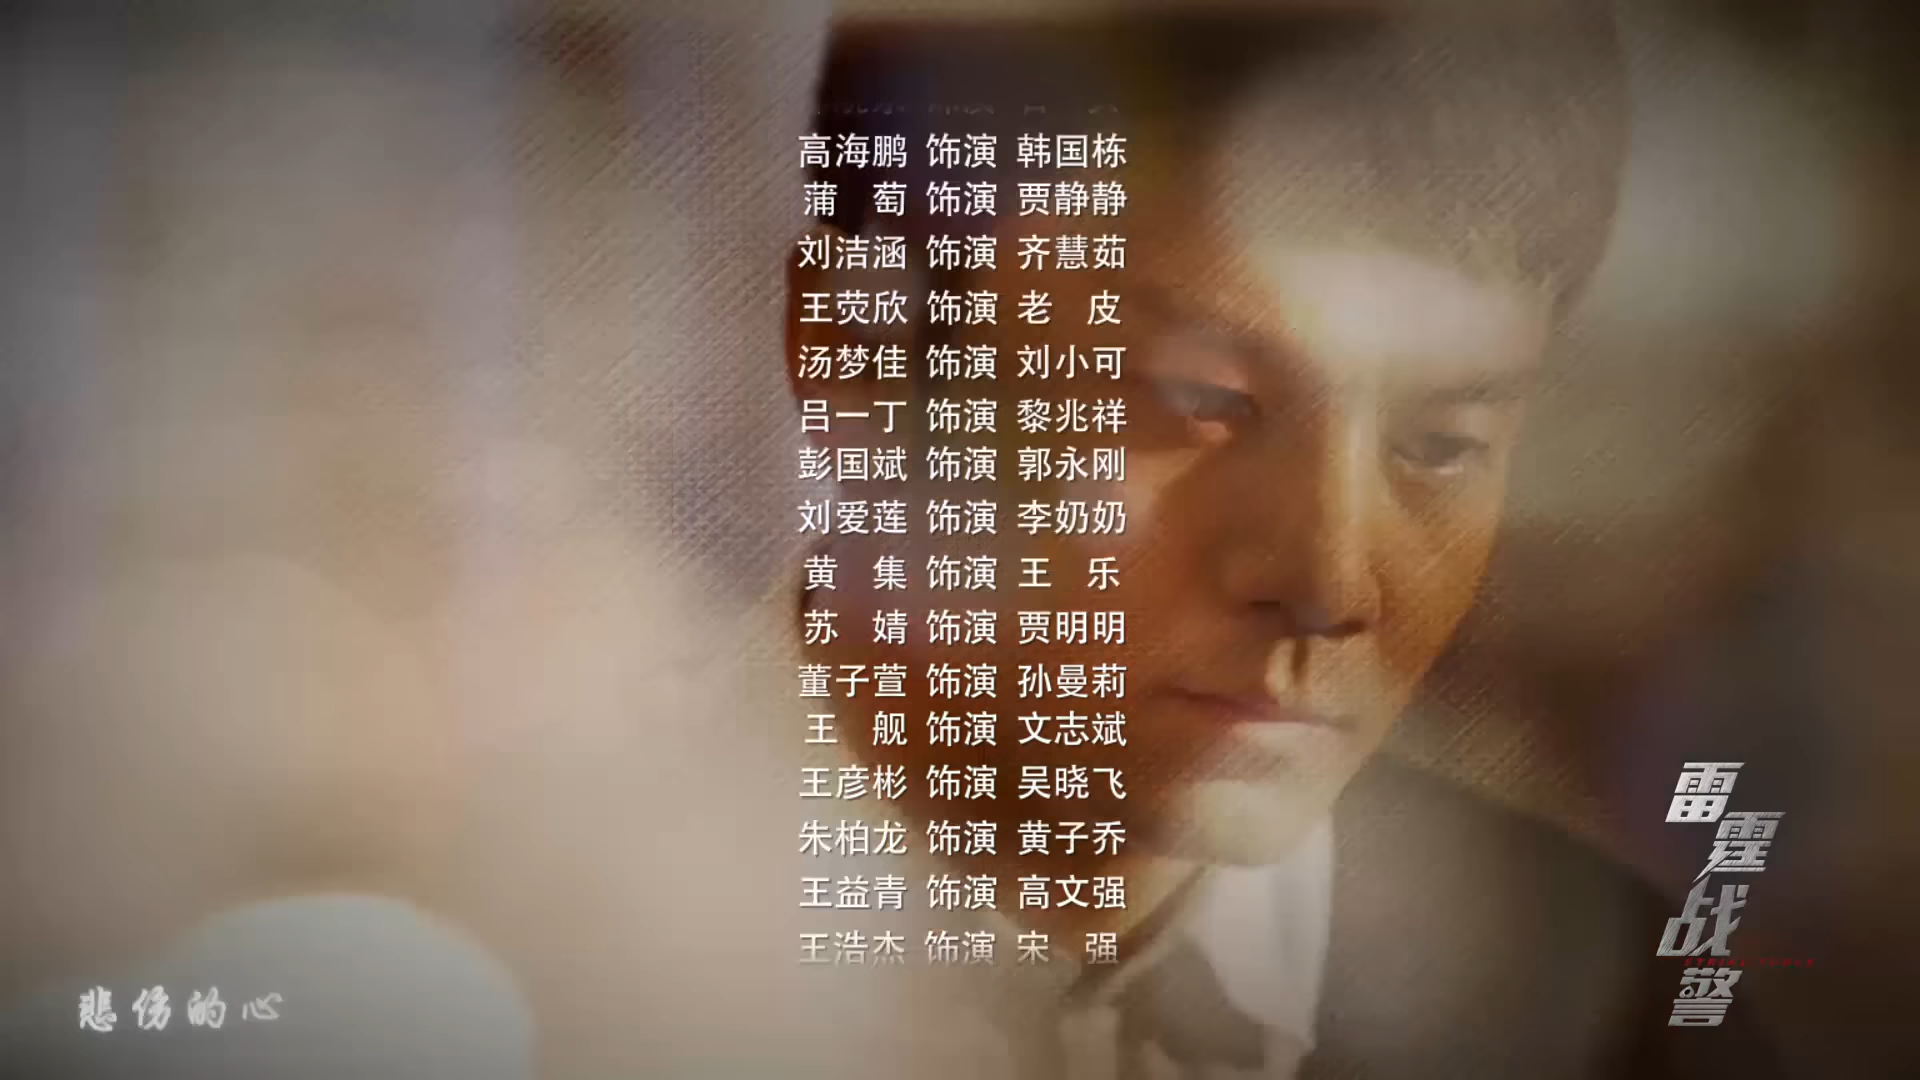 高海鹏 饰演 韩国栋
蒲 萄 饰演 贾静静
刘洁涵 饰演 齐慧茹
王荧欣 饰演 老 皮
汤梦佳 饰演 刘小可
吕一丁 饰演 黎兆祥
彭国斌 饰演 郭永刚
刘爱莲 饰演 李奶奶
黄 集 饰演 王 乐
苏 婧 饰演 贾明明
董子萱 饰演 孙曼莉
王 舰 饰演 文志斌
王彦彬 饰演 吴晓飞
朱柏龙 饰演 黄子乔
王益青 饰演 高文强
王浩杰 饰演 宋 强
悲伤的心
雷霆战警